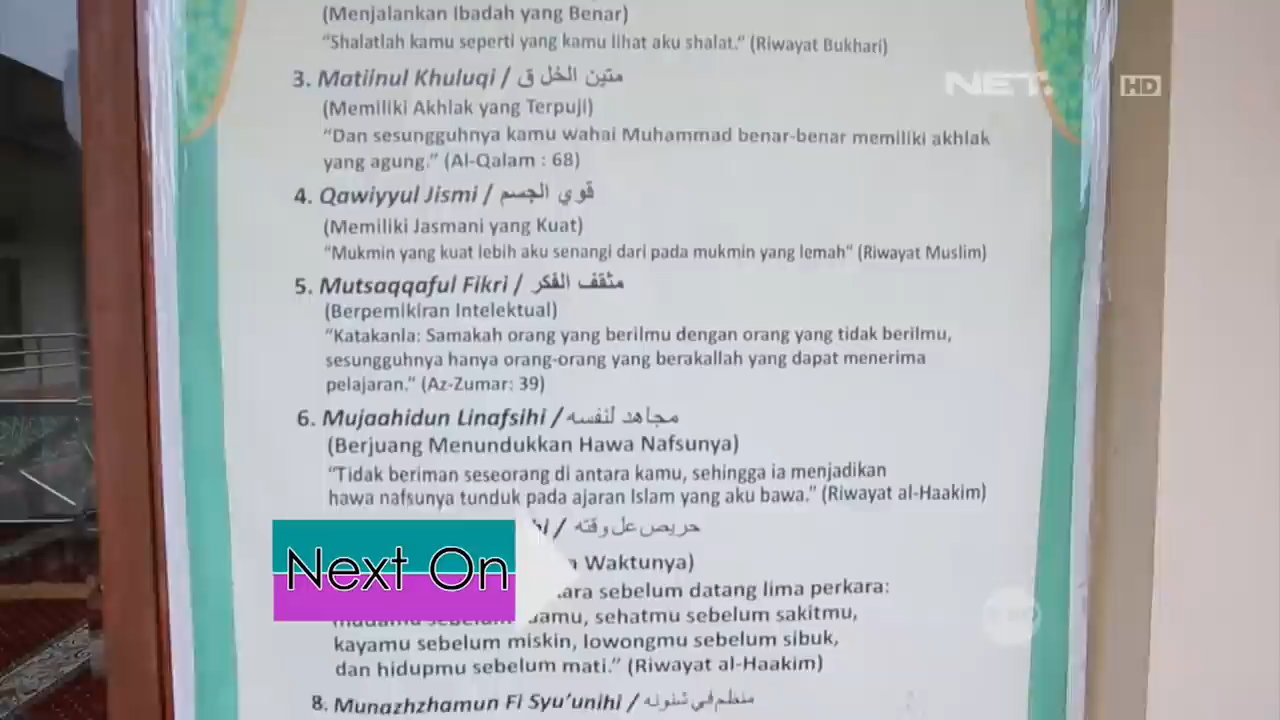 (Menjalankan Ibadah yang Benar)
“Shalatlah kamu seperti yang kamu lihat aku shalat.” (Riwayat Bukhari)
3. Matiinul Khuluqi / متين الخل ق
NET.
HD
(Memiliki Akhlak yang Terpuji)
“Dan sesungguhnya kamu wahai Muhammad benar-benar memiliki akhlak
yang agung.” (Al-Qalam : 68)
4. Qawiyyul Jismi / قوي الجسم
(Memiliki Jasmani yang Kuat)
“Mukmin yang kuat lebih aku senangi dari pada mukmin yang lemah” (Riwayat Muslim)
5. Mutsaqqaful Fikri / مثقف الفكر
(Berpemikiran Intelektual)
“Katakanla: Samakah orang yang berilmu dengan orang yang tidak berilmu,
sesungguhnya hanya orang-orang yang berakallah yang dapat menerima
pelajaran.” (Az-Zumar: 39)
6. Mujaahidun Linafsihi / مجاهد لنفسه
(Berjuang Menundukkan Hawa Nafsunya)
“Tidak beriman seseorang di antara kamu, sehingga ia menjadikan
hawa nafsunya tunduk pada ajaran Islam yang aku bawa.” (Riwayat al-Haakim)
/ حريص عل وقته
Next On
Waktunya)
sebelum datang lima perkara:
sehatmu sebelum sakitmu,
kayamu sebelum miskin, lowongmu sebelum sibuk,
dan hidupmu sebelum mati.” (Riwayat al-Haakim)
8. Munazhzhamun Fi Syu’unihi / منظم في شئونه